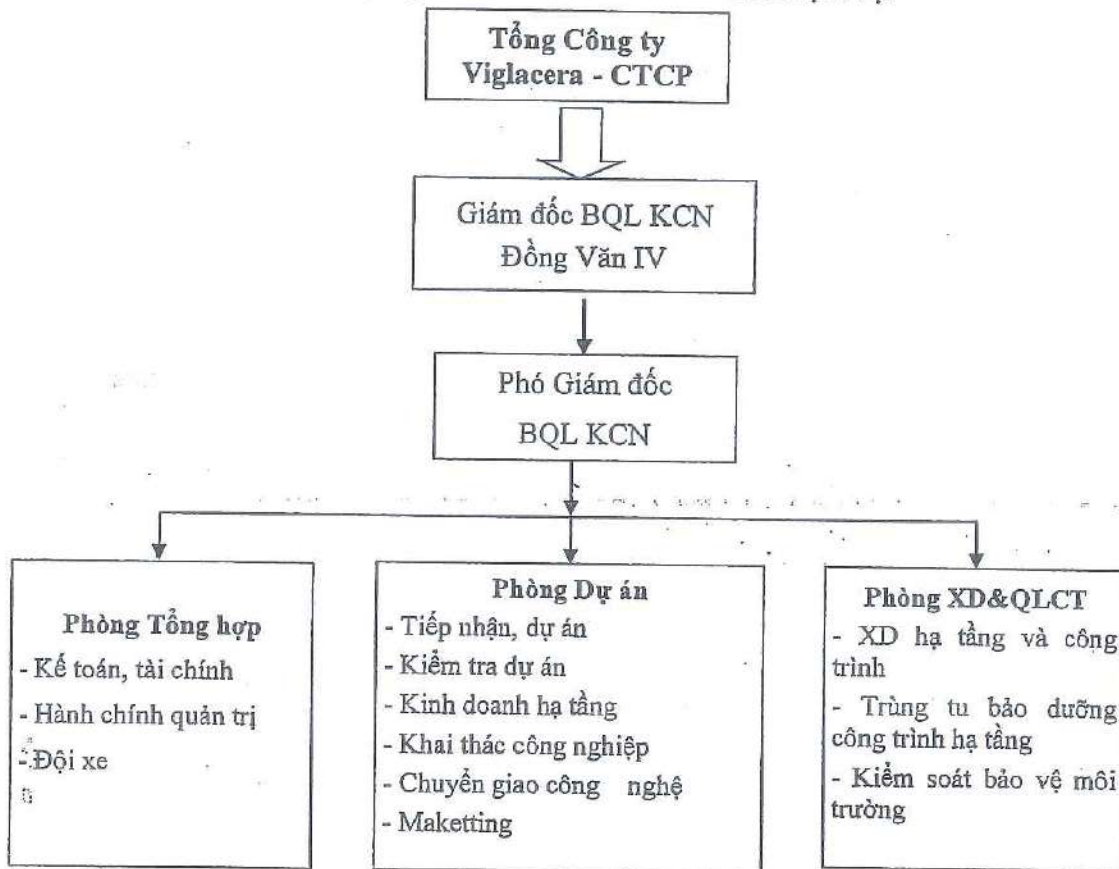 Tổng Công ty
Viglacera - CTCP
Giám đốc BQL KCN
Đồng Văn IV
Phó Giám đốc
BQL KCN
Phòng Tổng hợp
- Kế toán, tài chính
- Hành chính quản trị
- Đội xe
Phòng Dự án
- Tiếp nhận, dự án
- Kiểm tra dự án
- Kinh doanh hạ tầng
- Khai thác công nghiệp
- Chuyển giao công nghệ
- Maketting
Phòng XD&QLCT
- XD hạ tầng và công
trình
- Trùng tu bảo dưỡng
công trình hạ tầng
- Kiểm soát bảo vệ môi
trường